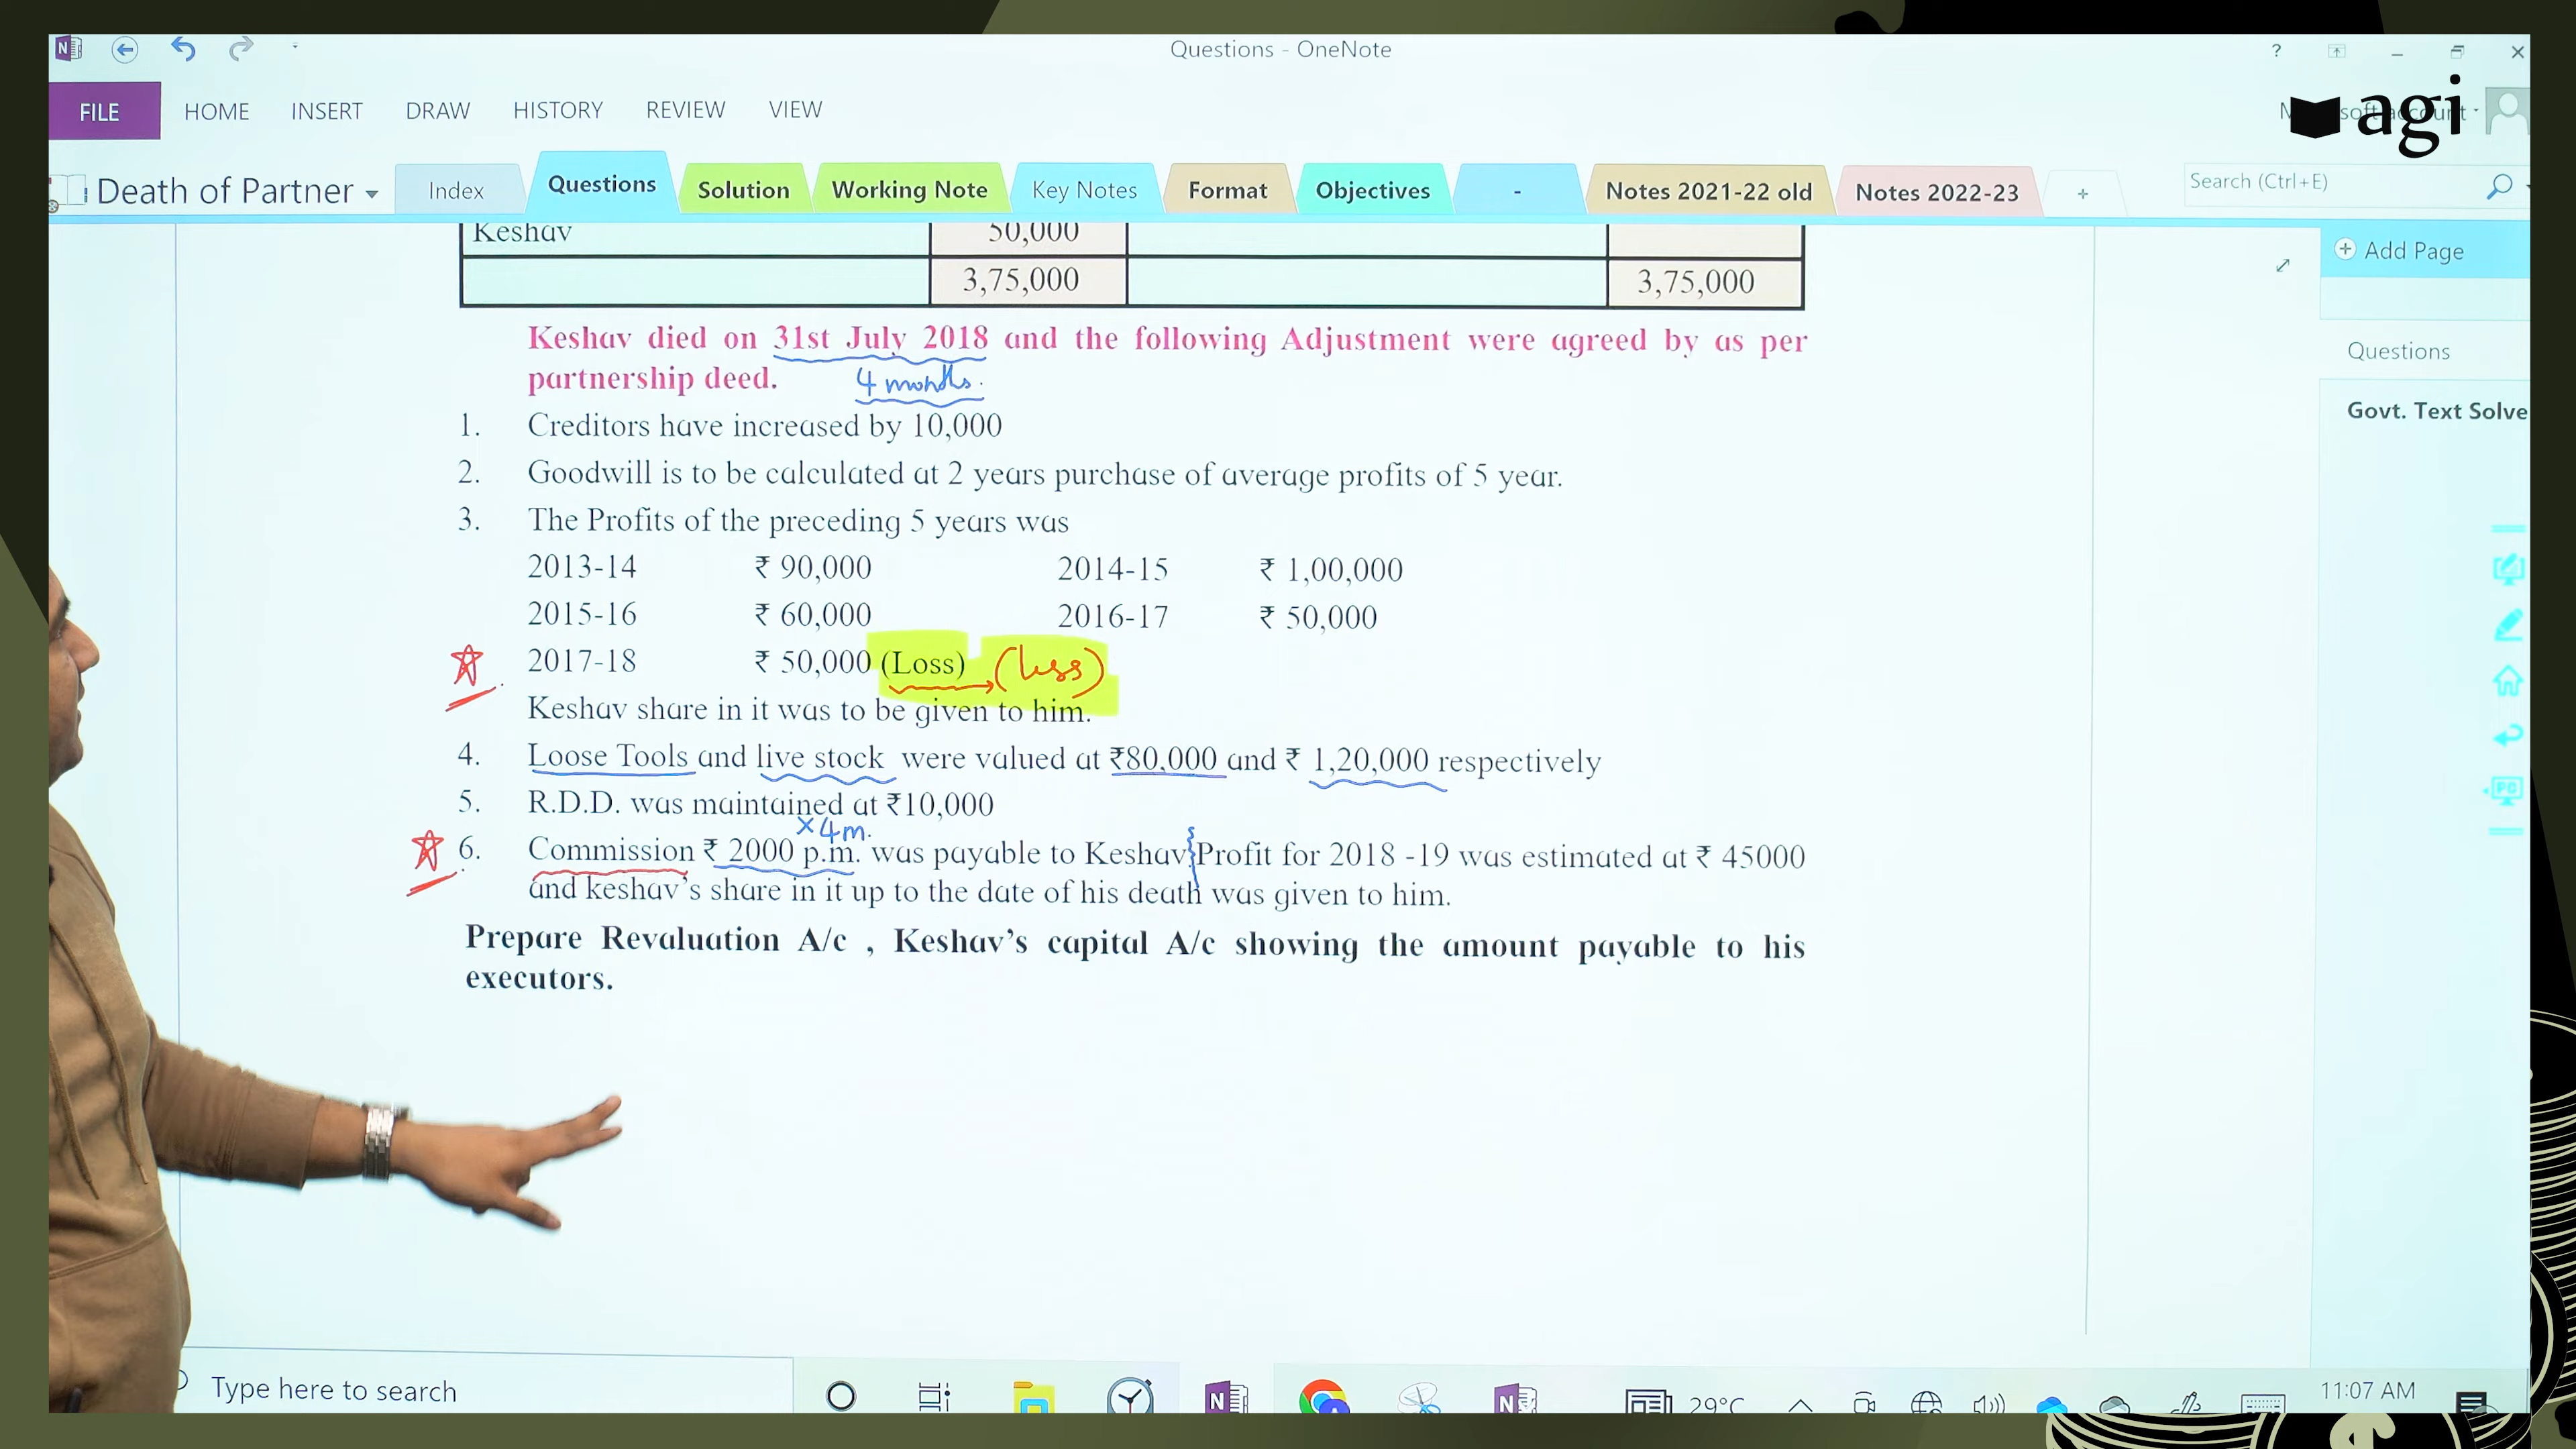 Questions - OneNote
?
FILE HOME INSERT DRAW HISTORY REVIEW VIEW
agi
Death of Partner Index Questions Solution Working Note Key Notes Format Objectives - Notes 2021-22 old Notes 2022-23 + Search (Ctrl+E)
Keshav 50,000
3,75,000 3,75,000
Add Page
Questions
Govt. Text Solve
Keshav died on 31st July 2018 and the following Adjustment were agreed by as per
partnership deed. 4 months.
1. Creditors have increased by 10,000
2. Goodwill is to be calculated at 2 years purchase of average profits of 5 year.
3. The Profits of the preceding 5 years was
2013-14 ₹ 90,000 2014-15 ₹ 1,00,000
2015-16 ₹ 60,000 2016-17 ₹ 50,000
2017-18 ₹ 50,000 (Loss) (less)
Keshav share in it was to be given to him.
4. Loose Tools and live stock were valued at ₹80,000 and ₹ 1,20,000 respectively
5. R.D.D. was maintained at ₹10,000
×4m.
6. Commission ₹ 2000 p.m. was payable to Keshav. Profit for 2018 -19 was estimated at ₹ 45000
and keshav's share in it up to the date of his death was given to him.
Prepare Revaluation A/c , Keshav's capital A/c showing the amount payable to his
executors.
Type here to search
29°C
11:07 AM